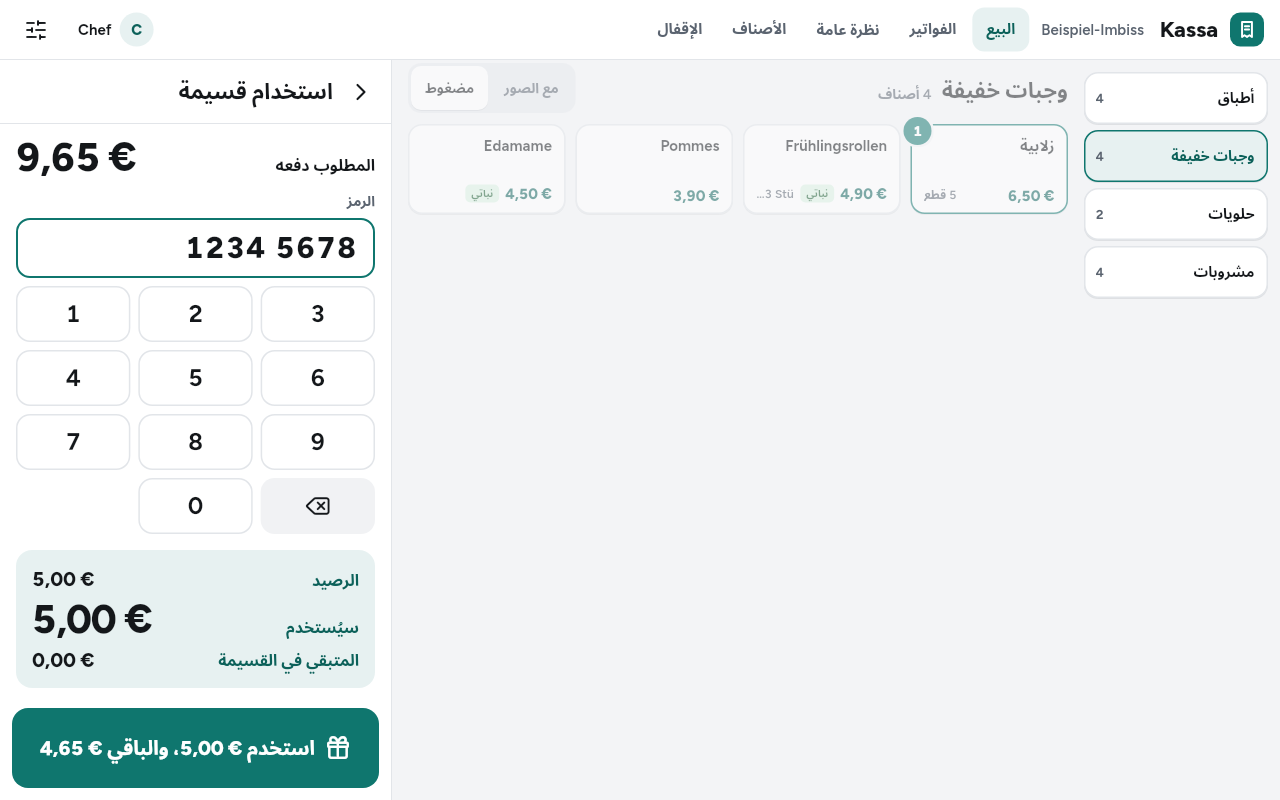 Kassa
Beispiel-Imbiss
البيع
الفواتير
نظرة عامة
الأصناف
الإقفال
C
Chef
أطباق
4
وجبات خفيفة
4
حلويات
2
مشروبات
4
وجبات خفيفة
4 أصناف
مع الصور
مضغوط
1
زلابية
6,50 €
5 قطع
Frühlingsrollen
4,90 €
نباتي
3 Stü…
Pommes
3,90 €
Edamame
4,50 €
نباتي
استخدام قسيمة
المطلوب دفعه
9,65 €
الرمز
1234 5678
1 2 3
4 5 6
7 8 9
0
الرصيد
5,00 €
سيُستخدم
5,00 €
المتبقي في القسيمة
0,00 €
استخدم 5,00 €، والباقي 4,65 €